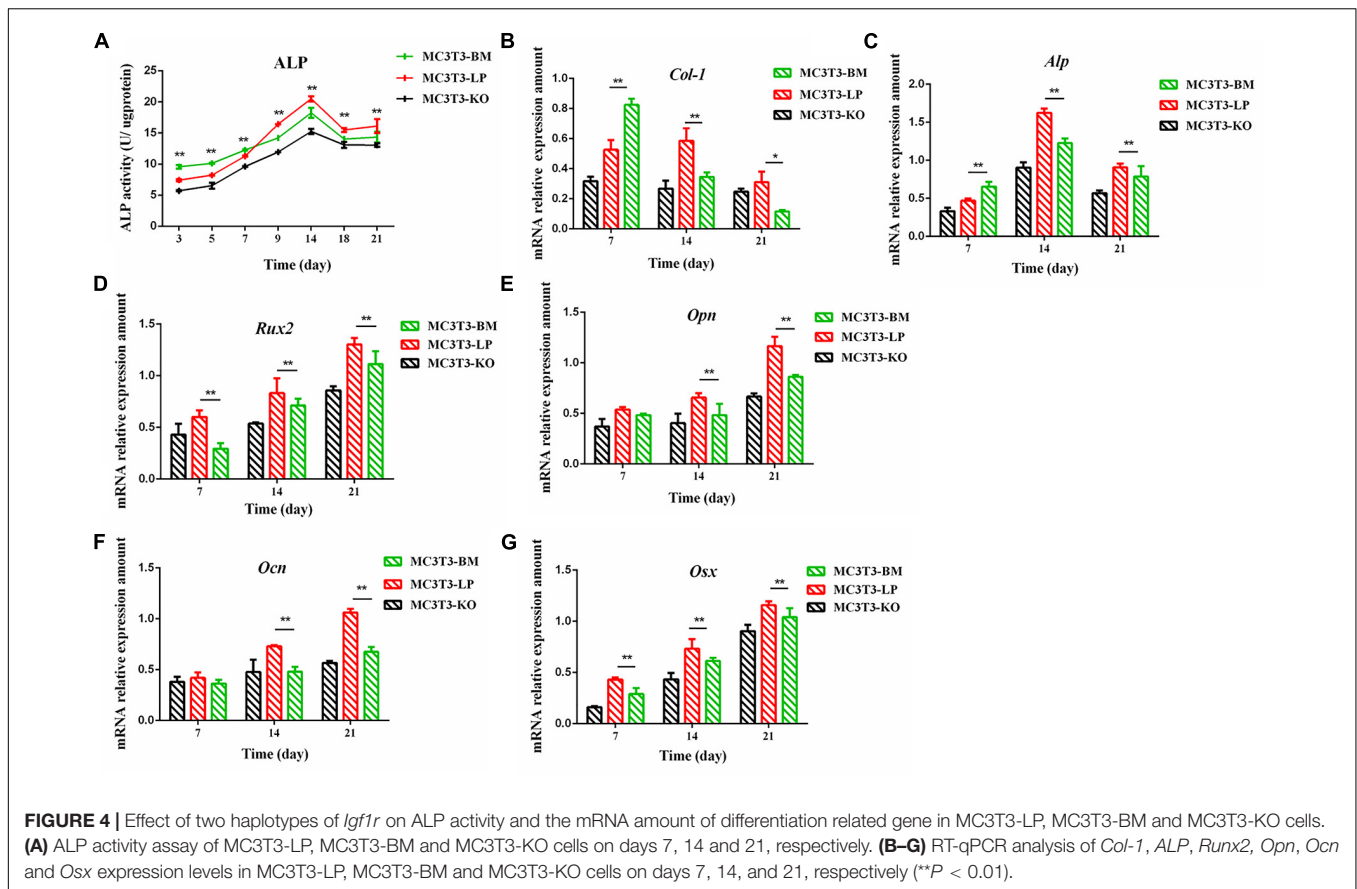 A
ALP
MC3T3-BM
MC3T3-LP
MC3T3-KO
ALP activity (U/ ugprotein)
25
20
15
10
5
0
** ** ** ** ** ** **
3 5 7 9 14 18 21
Time (day)
B
Col-1
MC3T3-BM
MC3T3-LP
MC3T3-KO
mRNA relative expression amount
1.0
0.8
0.6
0.4
0.2
0.0
** ** *
7 14 21
Time (day)
C
Alp
MC3T3-BM
MC3T3-LP
MC3T3-KO
mRNA relative expression amount
2.0
1.5
1.0
0.5
0.0
** ** **
7 14 21
Time (day)
D
Rux2
MC3T3-BM
MC3T3-LP
MC3T3-KO
mRNA relative expression amount
1.5
1.0
0.5
0.0
** ** **
7 14 21
Time (day)
E
Opn
MC3T3-BM
MC3T3-LP
MC3T3-KO
mRNA relative expression amount
1.5
1.0
0.5
0.0
** **
7 14 21
Time (day)
F
Ocn
MC3T3-BM
MC3T3-LP
MC3T3-KO
mRNA relative expression amount
1.5
1.0
0.5
0.0
** **
7 14 21
Time (day)
G
Osx
MC3T3-BM
MC3T3-LP
MC3T3-KO
mRNA relative expression amount
1.5
1.0
0.5
0.0
** ** **
7 14 21
Time (day)
FIGURE 4 | Effect of two haplotypes of Igf1r on ALP activity and the mRNA amount of differentiation related gene in MC3T3-LP, MC3T3-BM and MC3T3-KO cells.
(A) ALP activity assay of MC3T3-LP, MC3T3-BM and MC3T3-KO cells on days 7, 14 and 21, respectively. (B–G) RT-qPCR analysis of Col-1, ALP, Runx2, Opn, Ocn
and Osx expression levels in MC3T3-LP, MC3T3-BM and MC3T3-KO cells on days 7, 14, and 21, respectively (**P < 0.01).